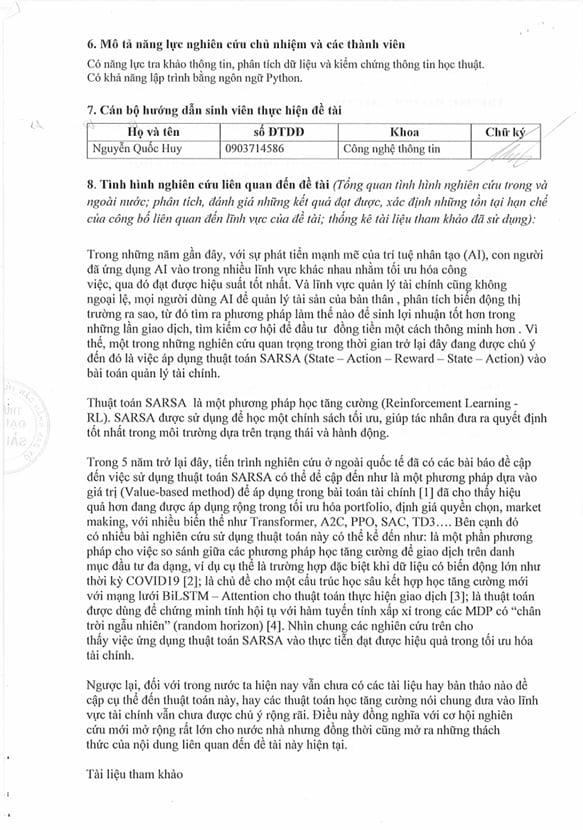 6. Mô tả năng lực nghiên cứu chủ nhiệm và các thành viên
Có năng lực tra khảo thông tin, phân tích dữ liệu và kiểm chứng thông tin học thuật.
Có khả năng lập trình bằng ngôn ngữ Python.
7. Cán bộ hướng dẫn sinh viên thực hiện đề tài
Họ và tên số ĐTDĐ Khoa Chữ ký
Nguyễn Quốc Huy 0903714586 Công nghệ thông tin
8. Tình hình nghiên cứu liên quan đến đề tài (Tổng quan tình hình nghiên cứu trong và
ngoài nước; phân tích, đánh giá những kết quả đạt được, xác định những tồn tại hạn chế
của công bố liên quan đến lĩnh vực của đề tài; thống kê tài liệu tham khảo đã sử dụng):
Trong những năm gần đây, với sự phát tiển mạnh mẽ của trí tuệ nhân tạo (AI), con người
đã ứng dụng AI vào trong nhiều lĩnh vực khác nhau nhằm tối ưu hóa công
việc, qua đó đạt được hiệu suất tốt nhất. Và lĩnh vực quản lý tài chính cũng không
ngoại lệ, mọi người dùng AI để quản lý tài sản của bản thân , phân tích biến động thị
trường ra sao, từ đó tìm ra phương pháp làm thế nào để sinh lợi nhuận tốt hơn trong
những lần giao dịch, tìm kiếm cơ hội để đầu tư đồng tiền một cách thông minh hơn . Vì
thế, một trong những nghiên cứu quan trọng trong thời gian trở lại đây đang được chú ý
đến đó là việc áp dụng thuật toán SARSA (State – Action – Reward – State – Action) vào
bài toán quản lý tài chính.
Thuật toán SARSA là một phương pháp học tăng cường (Reinforcement Learning -
RL). SARSA được sử dụng để học một chính sách tối ưu, giúp tác nhân đưa ra quyết định
tốt nhất trong môi trường dựa trên trạng thái và hành động.
Trong 5 năm trở lại đây, tiến trình nghiên cứu ở ngoài quốc tế đã có các bài báo đề cập
đến việc sử dụng thuật toán SARSA có thể đề cập đến như là một phương pháp dựa vào
giá trị (Value-based method) để áp dụng trong bài toán tài chính [1] đã cho thấy hiệu
quả hơn đang được áp dụng rộng trong tối ưu hóa portfolio, định giá quyền chọn, market
making, với nhiều biến thể như Transformer, A2C, PPO, SAC, TD3…. Bên cạnh đó
có nhiều bài nghiên cứu sử dụng thuật toán này có thể kể đến như: là một phần phương
pháp cho việc so sánh giữa các phương pháp học tăng cường để giao dịch trên danh
mục đầu tư đa dạng, ví dụ cụ thể là trường hợp đặc biệt khi dữ liệu có biến động lớn như
thời kỳ COVID19 [2]; là chủ đề cho một cấu trúc học sâu kết hợp học tăng cường mới
với mạng lưới BiLSTM – Attention cho thuật toán thực hiện giao dịch [3]; là thuật toán
được dùng để chứng minh tính hội tụ với hàm tuyến tính xấp xỉ trong các MDP có “chân
trời ngẫu nhiên” (random horizon) [4]. Nhìn chung các nghiên cứu trên cho
thấy việc ứng dụng thuật toán SARSA vào thực tiễn đạt được hiệu quả trong tối ưu hóa
tài chính.
Ngược lại, đối với trong nước ta hiện nay vẫn chưa có các tài liệu hay bản thảo nào đề
cập cụ thể đến thuật toán này, hay các thuật toán học tăng cường nói chung đưa vào lĩnh
vực tài chính vẫn chưa được chú ý rộng rãi. Điều này đồng nghĩa với cơ hội nghiên
cứu mới mở rộng rất lớn cho nước nhà nhưng đồng thời cũng mở ra những thách
thức của nội dung liên quan đến đề tài này hiện tại.
Tài liệu tham khảo